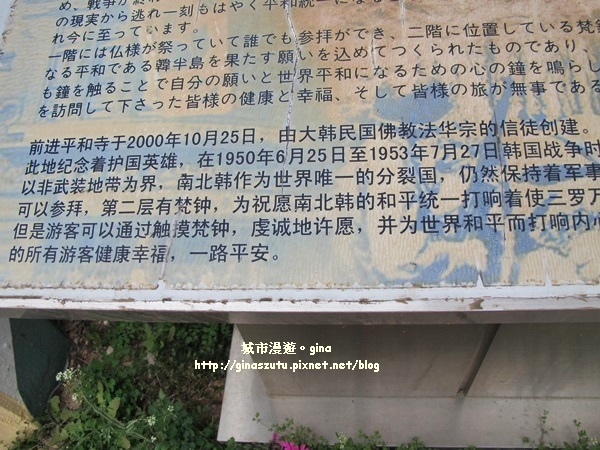 め、戦争が終
の現実から逃れ一刻もはやく平和統一になる
れ今に至っています。
一階には仏様が祭っていて誰でも参拝ができ、二階に位置している梵鐘
なる平和である韓半島を果たす願いを込めてつくられたものであり、
も鐘を触ることで自分の願いと世界平和になるための心の鐘を鳴らし
を訪問して下さった皆様の健康と幸福、そして皆様の旅が無事である
前进平和寺于2000年10月25日，由大韩民国佛教法华宗的信徒创建。
此地纪念着护国英雄，在1950年6月25日至1953年7月27日韩国战争时
以非武装地带为界，南北韩作为世界唯一的分裂国，仍然保持着军事
可以参拜，第二层有梵钟，为祝愿南北韩的和平统一打响着使三罗万
但是游客可以通过触摸梵钟，虔诚地许愿，并为世界和平而打响内心
的所有游客健康幸福，一路平安。
城市漫遊。gina
http://ginaszutu.pixnet.net/blog